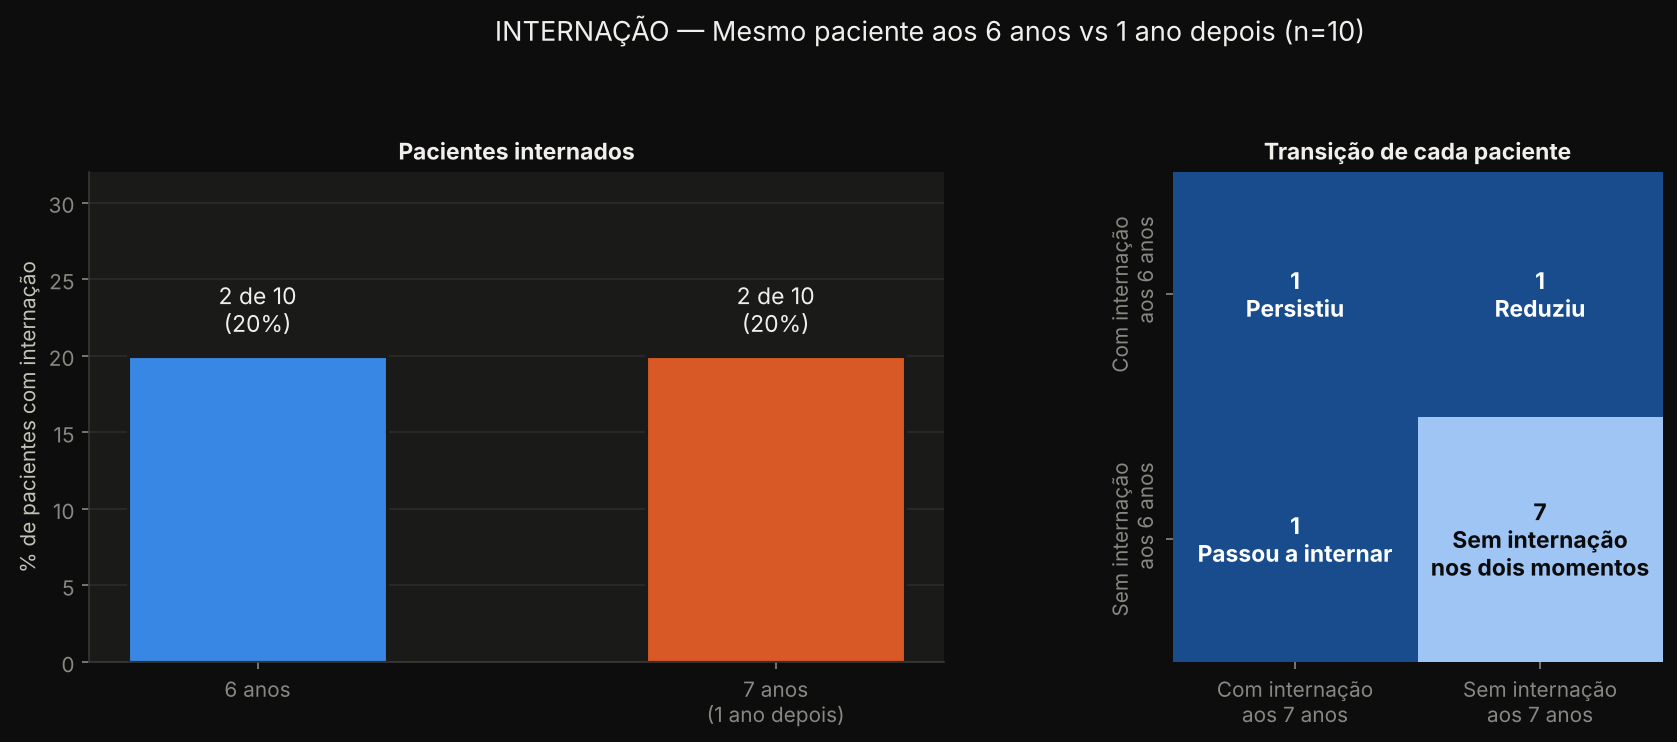 INTERNAÇÃO — Mesmo paciente aos 6 anos vs 1 ano depois (n=10)
Pacientes internados
% de pacientes com internação
30
25
20
15
10
5
0
2 de 10
(20%)
2 de 10
(20%)
6 anos
7 anos
(1 ano depois)
Transição de cada paciente
Com internação
aos 6 anos
Sem internação
aos 6 anos
1
Persistiu
1
Reduziu
1
Passou a internar
7
Sem internação
nos dois momentos
Com internação
aos 7 anos
Sem internação
aos 7 anos